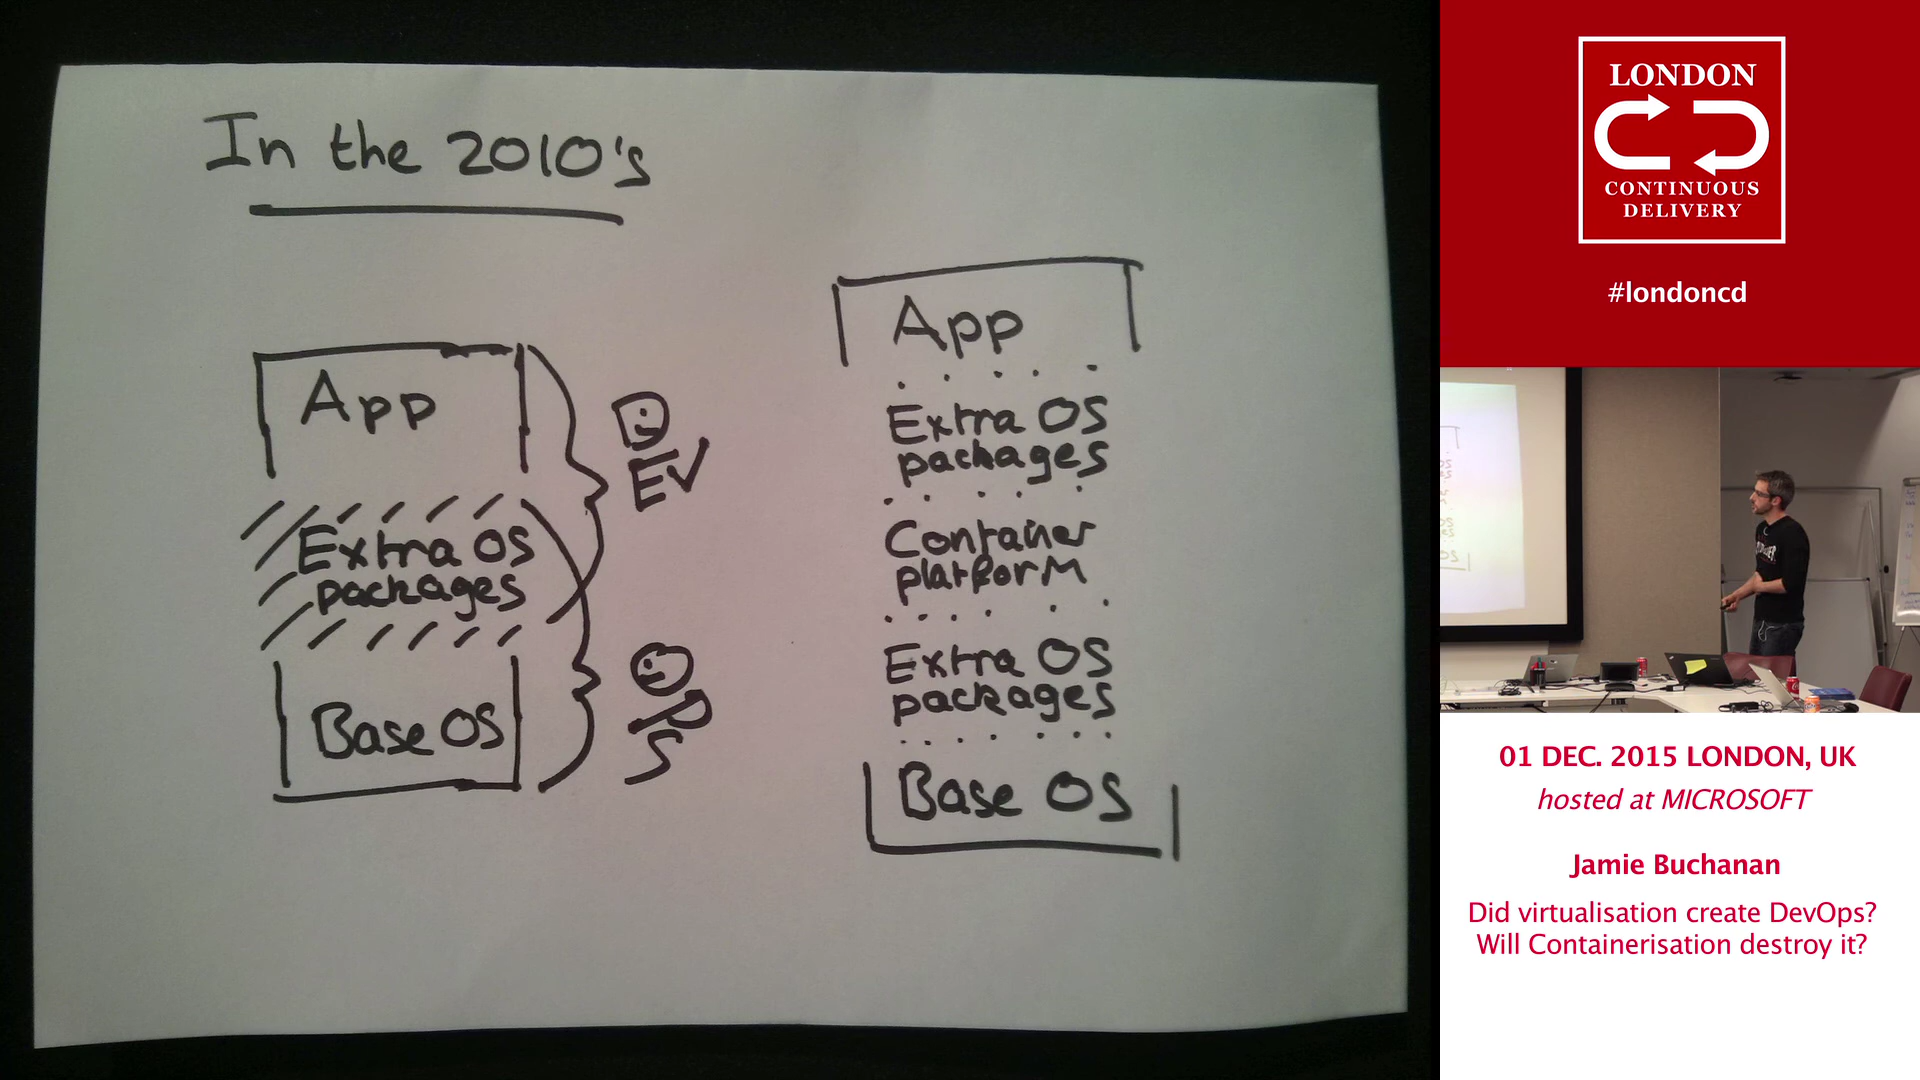 In the 2010's
App
Extra OS
packages
Base OS
DEV
OPS
App
Extra OS
packages
Container
platform
Extra OS
packages
Base OS
LONDON
CONTINUOUS
DELIVERY
#londoncd
01 DEC. 2015 LONDON, UK
hosted at MICROSOFT
Jamie Buchanan
Did virtualisation create DevOps?
Will Containerisation destroy it?